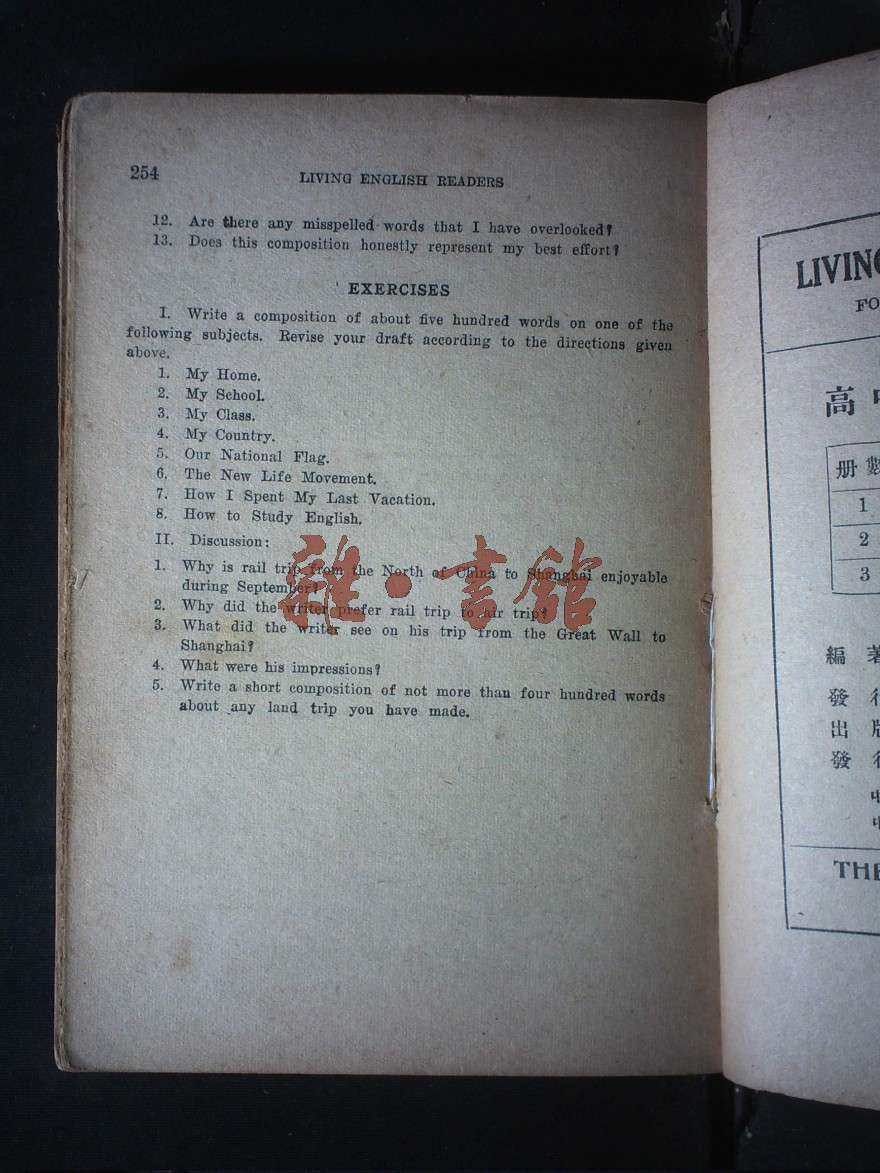 254
LIVING ENGLISH READERS
12. Are there any misspelled words that I have overlooked?
13. Does this composition honestly represent my best effort?
EXERCISES
I. Write a composition of about five hundred words on one of the
following subjects. Revise your draft according to the directions given
above.
1. My Home.
2. My School.
3. My Class.
4. My Country.
5. Our National Flag.
6. The New Life Movement.
7. How I Spent My Last Vacation.
8. How to Study English.
II. Discussion:
1. Why is rail trip from the North of China to Shanghai enjoyable
during September?
2. Why did the writer prefer rail trip to air trip?
3. What did the writer see on his trip from the Great Wall to
Shanghai?
4. What were his impressions?
5. Write a short composition of not more than four hundred words
about any land trip you have made.
雜·書館
LIVING
FO
高
册數
1
2
3
編著
發行
出版
發行
THE